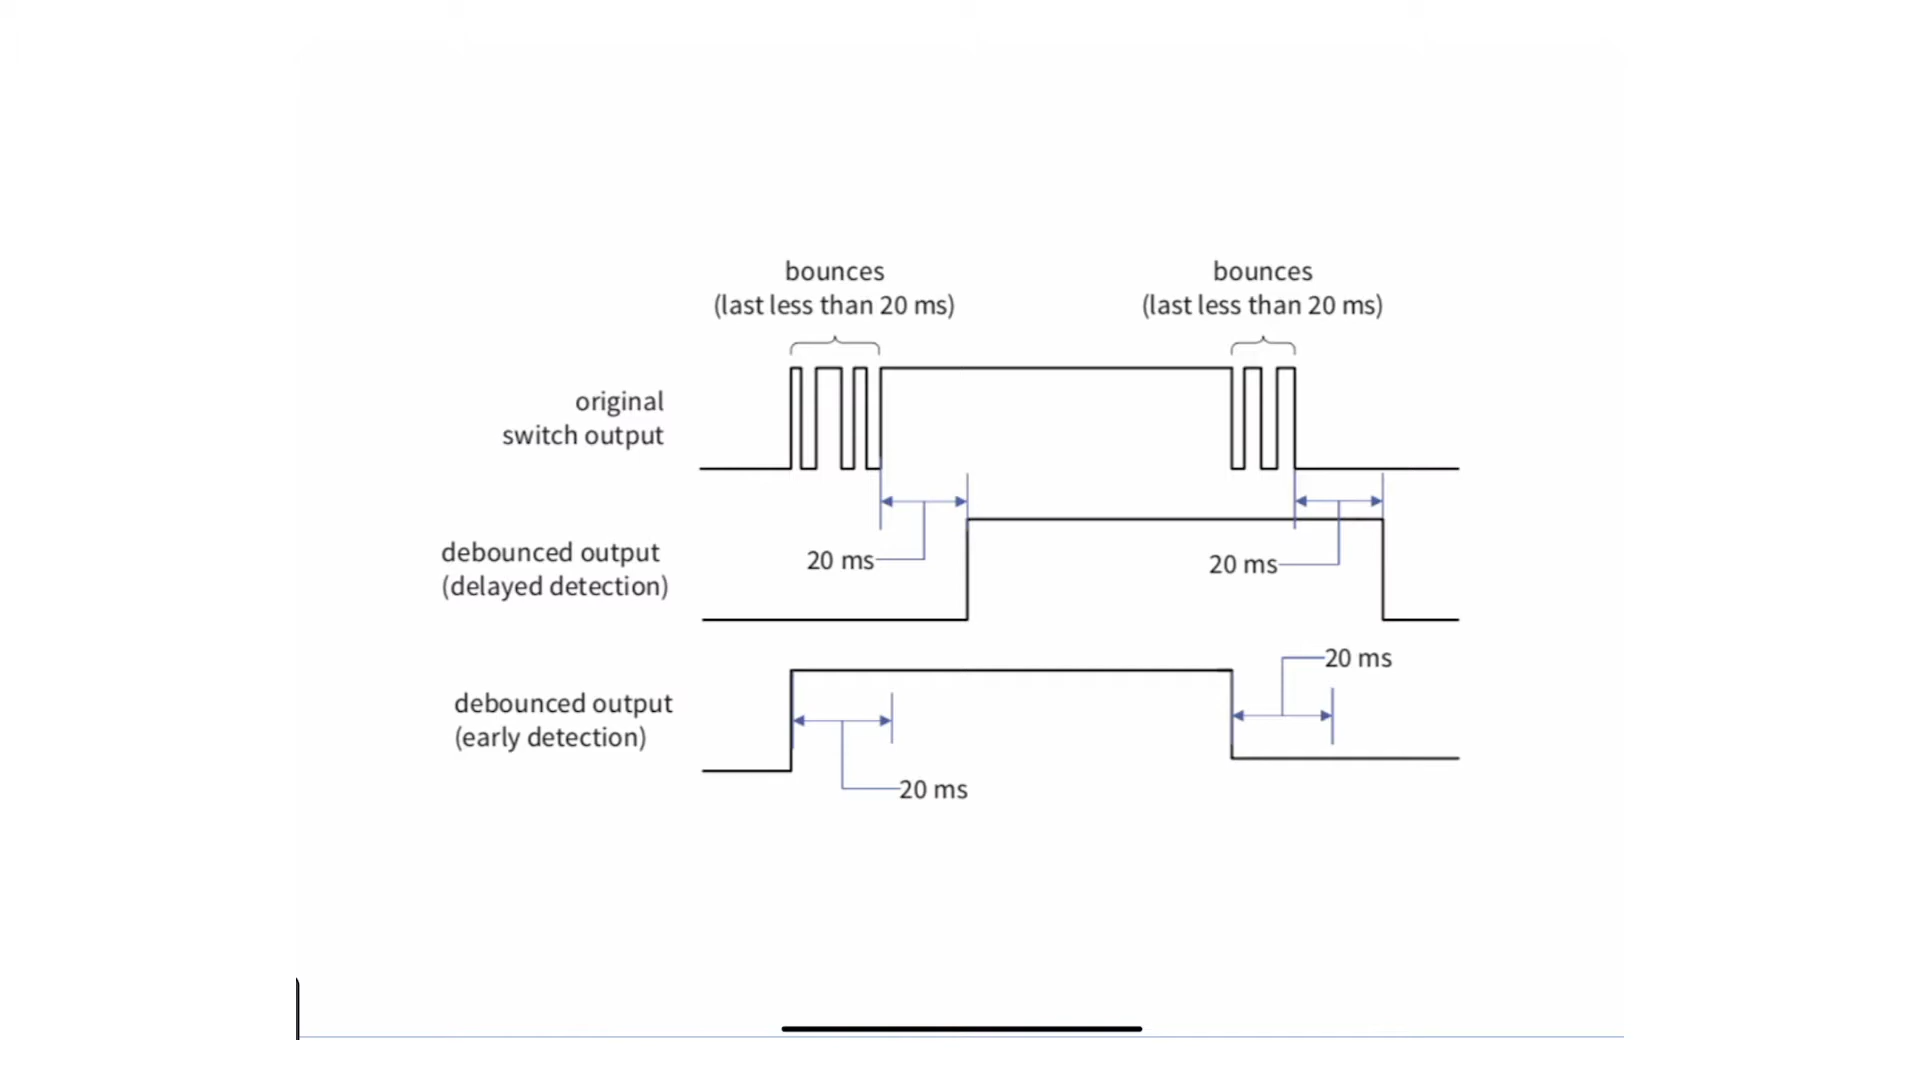 bounces
(last less than 20 ms)
bounces
(last less than 20 ms)
original
switch output
debounced output
(delayed detection)
20 ms
20 ms
debounced output
(early detection)
20 ms
20 ms